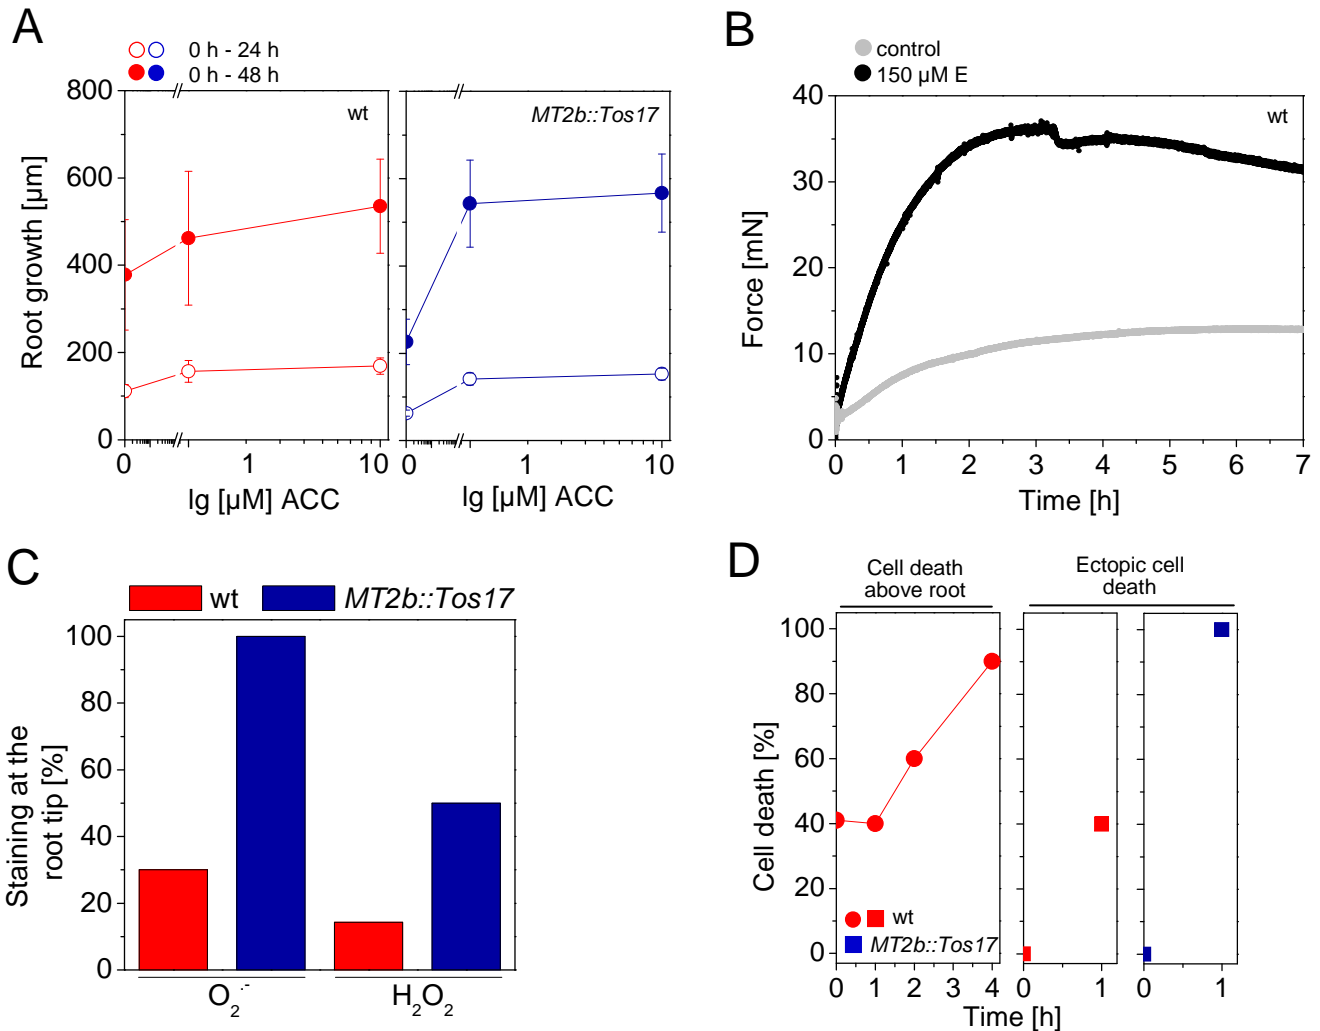 A
0 h - 24 h
0 h - 48 h
800
600
400
200
0
Root growth [µm]
wt
MT2b::Tos17
0 1 10
0 1 10
lg [µM] ACC
lg [µM] ACC
B
control
150 µM E
wt
40
30
20
10
0
Force [mN]
0 1 2 3 4 5 6 7
Time [h]
C
wt
MT2b::Tos17
100
80
60
40
20
0
Staining at the
root tip [%]
O₂·⁻
H₂O₂
D
Cell death
above root
Ectopic cell
death
100
80
60
40
20
0
Cell death [%]
wt
MT2b::Tos17
0 1 2 3 4
0 1
0 1
Time [h]